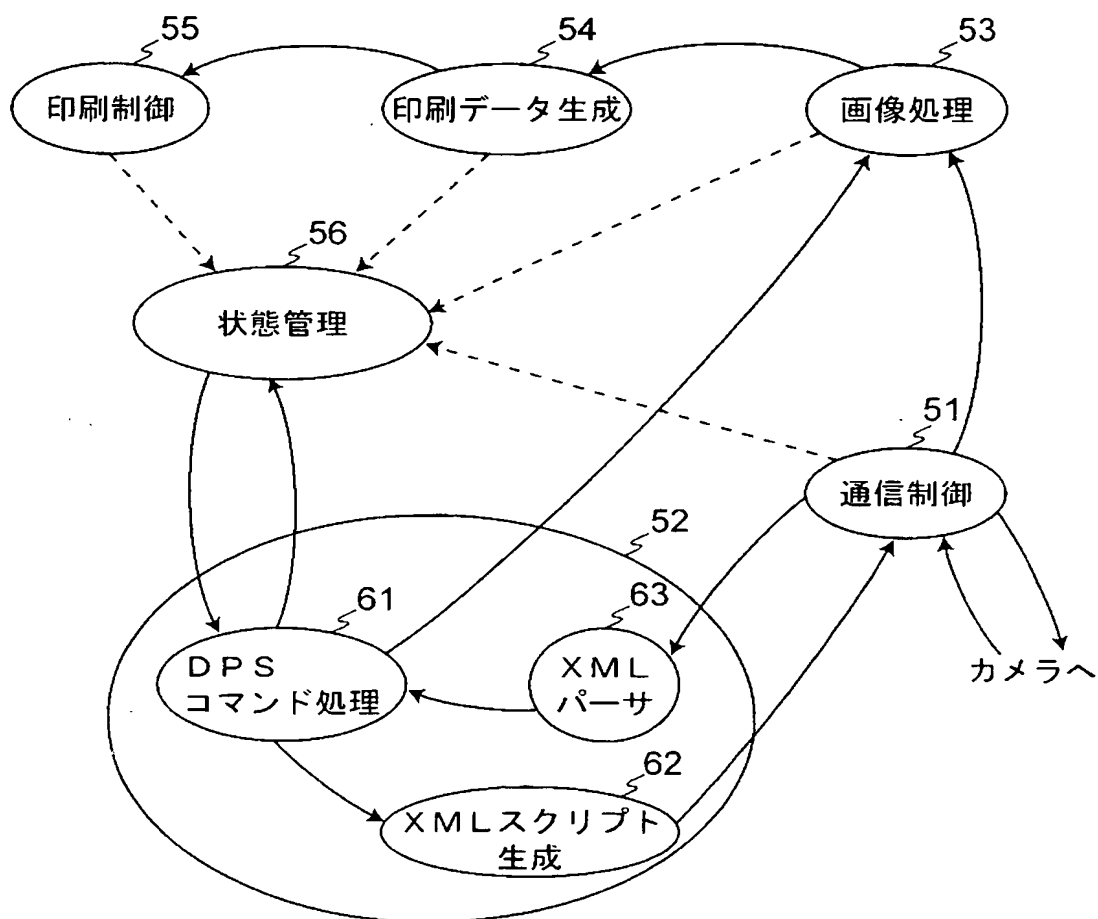 55
54
53
印刷制御
印刷データ生成
画像処理
56
状態管理
51
通信制御
52
61
63
DPS
コマンド処理
XML
パーサ
カメラへ
62
XMLスクリプト
生成